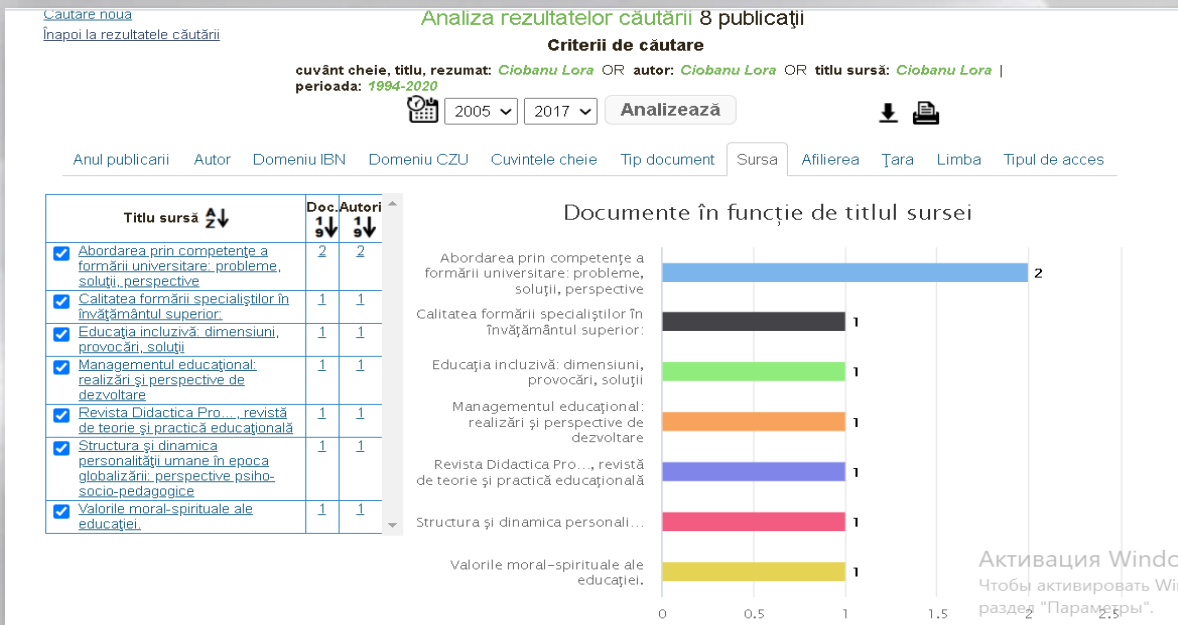 Căutare nouă
Înapoi la rezultatele căutării
Analiza rezultatelor căutării 8 publicaţii
Criterii de căutare
cuvânt cheie, titlu, rezumat: Ciobanu Lora OR autor: Ciobanu Lora OR titlu sursă: Ciobanu Lora |
perioada: 1994-2020
2005 2017 Analizează
Anul publicarii Autor Domeniu IBN Domeniu CZU Cuvintele cheie Tip document Sursa Afilierea Ţara Limba Tipul de acces
Titlu sursă Doc. Autori
Abordarea prin competenţe a
formării universitare: probleme,
soluţii, perspective
2 2
Calitatea formării specialiştilor în
învăţământul superior:
1 1
Educaţia incluzivă: dimensiuni,
provocări, soluţii
1 1
Managementul educaţional:
realizări şi perspective de
dezvoltare
1 1
Revista Didactica Pro..., revistă
de teorie şi practică educaţională
1 1
Structura şi dinamica
personalităţii umane în epoca
globalizării: perspective psiho-
socio-pedagogice
1 1
Valorile moral-spirituale ale
educaţiei.
1 1
Documente în funcţie de titlul sursei
Abordarea prin competenţe a
formării universitare: probleme,
soluţii, perspective
2
Calitatea formării specialiştilor în
învăţământul superior:
1
Educaţia incluzivă: dimensiuni,
provocări, soluţii
1
Managementul educaţional:
realizări şi perspective de
dezvoltare
1
Revista Didactica Pro..., revistă
de teorie şi practică educaţională
1
Structura şi dinamica personali...
1
Valorile moral-spirituale ale
educaţiei.
1
0 0.5 1 1.5 2 2.5
Активация Windo
Чтобы активировать Wi
раздел "Параметры".